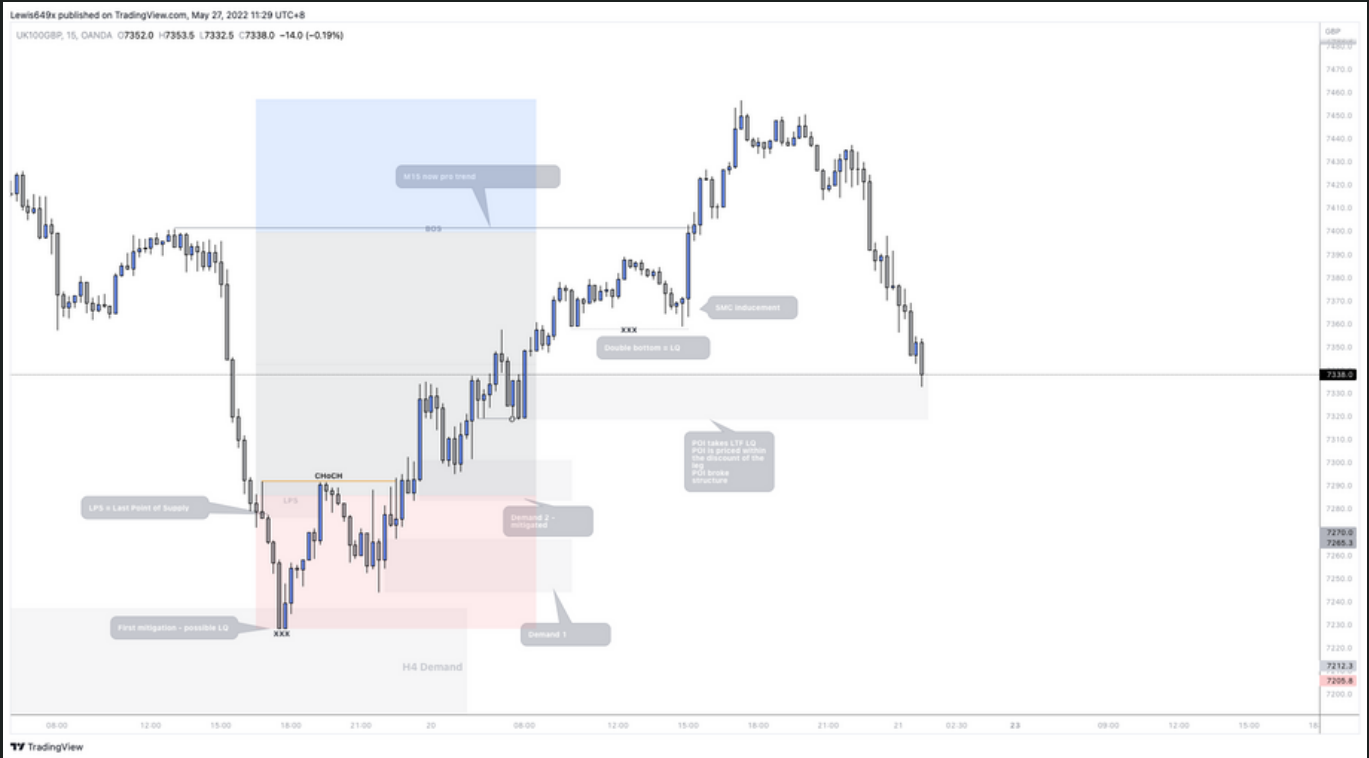 Lewis649x published on TradingView.com, May 27, 2022 11:29 UTC+8
UK100GBP, 15, OANDA O7352.0 H7353.5 L7332.5 C7338.0 −14.0 (−0.19%)
GBP
7480.0
7470.0
7460.0
7450.0
7440.0
7430.0
7420.0
7410.0
7400.0
7390.0
7380.0
7370.0
7360.0
7350.0
7338.0
7330.0
7320.0
7310.0
7300.0
7290.0
7280.0
7270.0
7265.3
7260.0
7250.0
7240.0
7230.0
7220.0
7212.3
7205.8
7200.0
M15 now pro trend
BOS
SMC inducement
XXX
Double bottom = LQ
POI takes LTF LQ
POI is priced within
the discount of the
leg
POI broke
structure
CHoCH
LPS
LPS = Last Point of Supply
Demand 2 -
mitigated
First mitigation - possible LQ
XXX
Demand 1
H4 Demand
08:00 12:00 15:00 18:00 21:00 20 08:00 12:00 15:00 18:00 21:00 21 02:30 23 09:00 12:00 15:00 18
TradingView